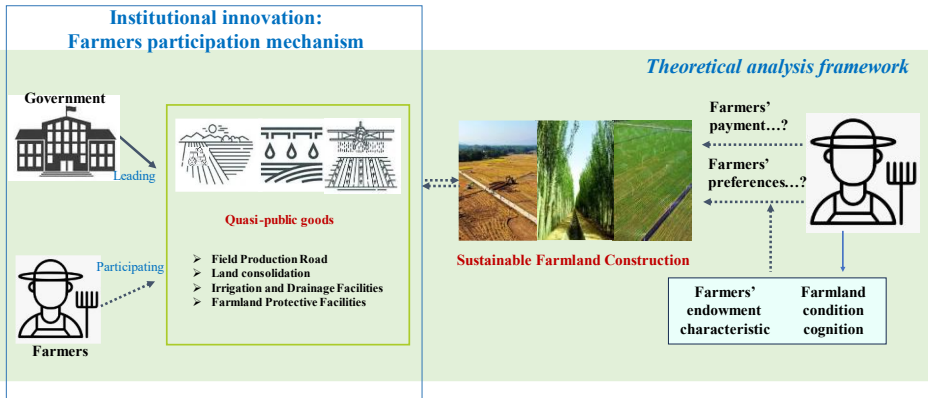 Institutional innovation:
Farmers participation mechanism
Government
Leading
Participating
Farmers
Quasi-public goods
➢ Field Production Road
➢ Land consolidation
➢ Irrigation and Drainage Facilities
➢ Farmland Protective Facilities
Theoretical analysis framework
Sustainable Farmland Construction
Farmers'
payment…?
Farmers'
preferences…?
Farmers'
endowment
characteristic
Farmland
condition
cognition